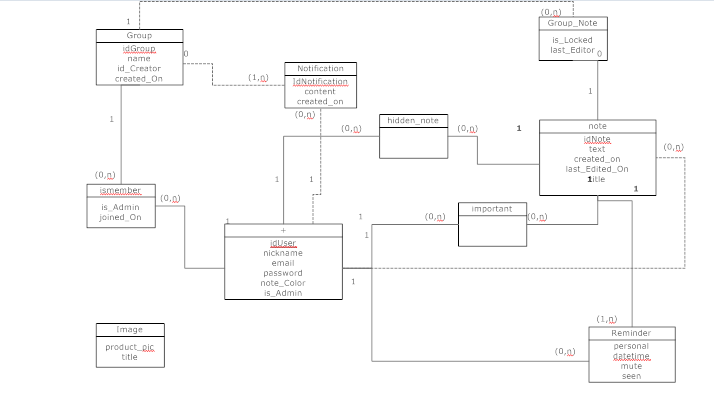 1
(0,n)
Group
idGroup
name
id_Creator
created_On
0
Group_Note
is_Locked
last_Editor
0
(1,n)
Notification
IdNotification
content
created_on
(0,n)
1
1
hidden_note
(0,n)
(0,n)
1
note
idNote
text
created_on
last_Edited_On
title
1
1
(0,n)
(0,n)
ismember
is_Admin
joined_On
(0,n)
1
1
1
+
idUser
nickname
email
password
note_Color
is_Admin
1
1
1
(0,n)
important
(0,n)
Image
product_pic
title
(1,n)
Reminder
personal
datetime
mute
seen
(0,n)